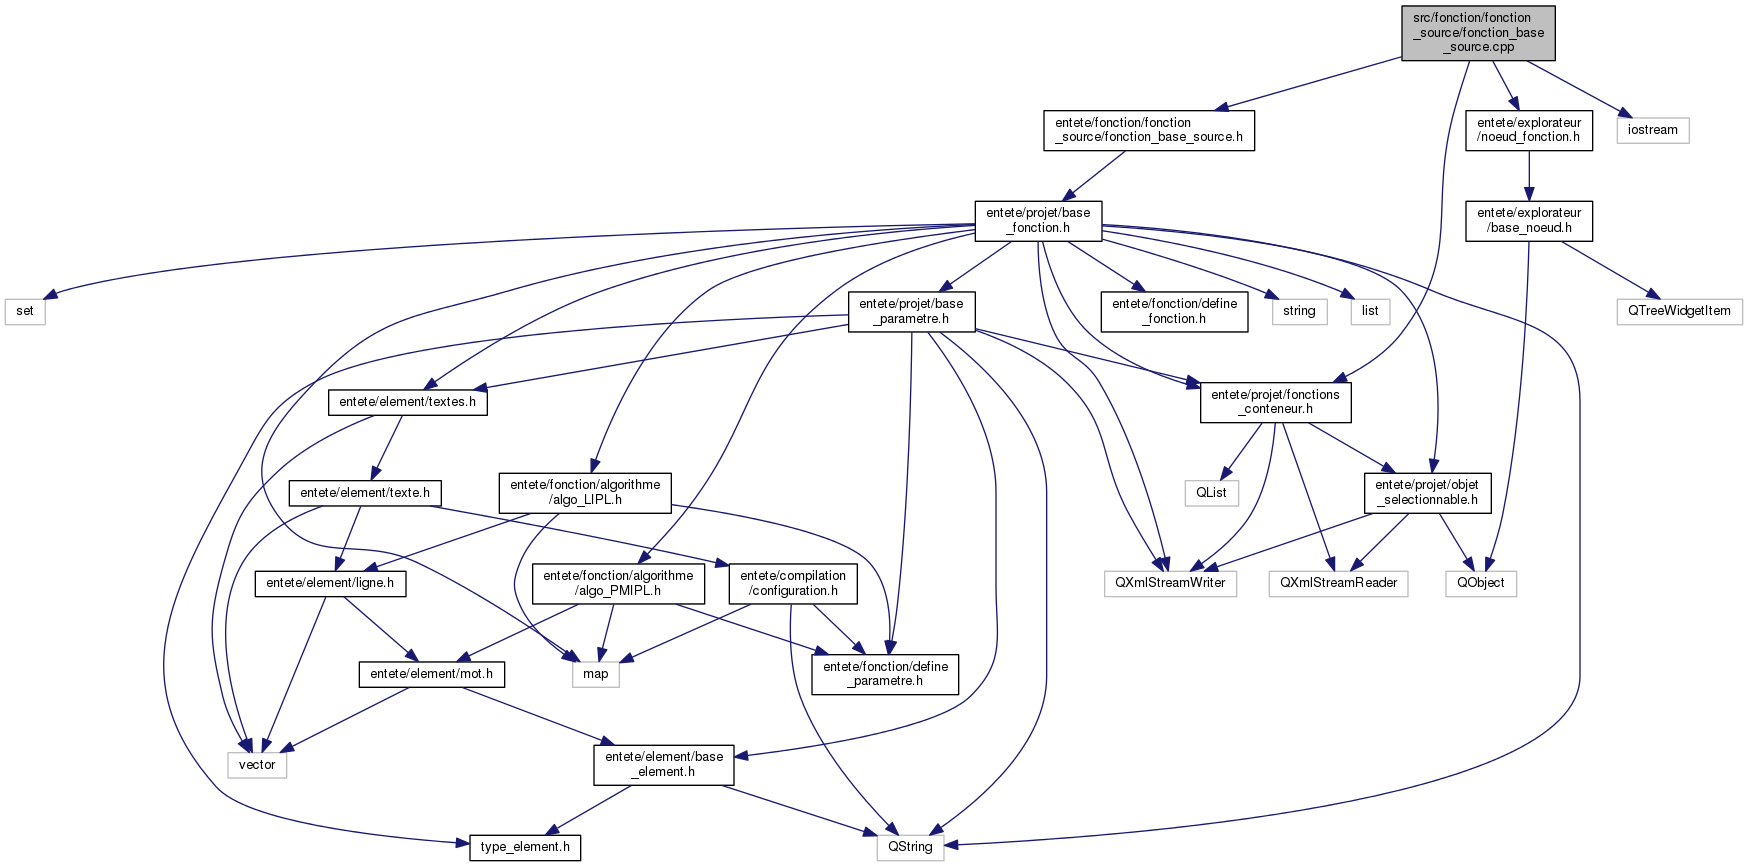 src/fonction/fonction
_source/fonction_base
_source.cpp
entete/fonction/fonction
_source/fonction_base_source.h
entete/explorateur
/noeud_fonction.h
iostream
entete/projet/base
_fonction.h
entete/explorateur
/base_noeud.h
set
entete/projet/base
_parametre.h
entete/fonction/define
_fonction.h
string
list
QTreeWidgetItem
entete/element/textes.h
entete/projet/fonctions
_conteneur.h
entete/element/texte.h
entete/fonction/algorithme
/algo_LIPL.h
QList
entete/projet/objet
_selectionnable.h
entete/element/ligne.h
entete/fonction/algorithme
/algo_PMIPL.h
entete/compilation
/configuration.h
QXmlStreamWriter
QXmlStreamReader
QObject
entete/element/mot.h
map
entete/fonction/define
_parametre.h
vector
entete/element/base
_element.h
type_element.h
QString